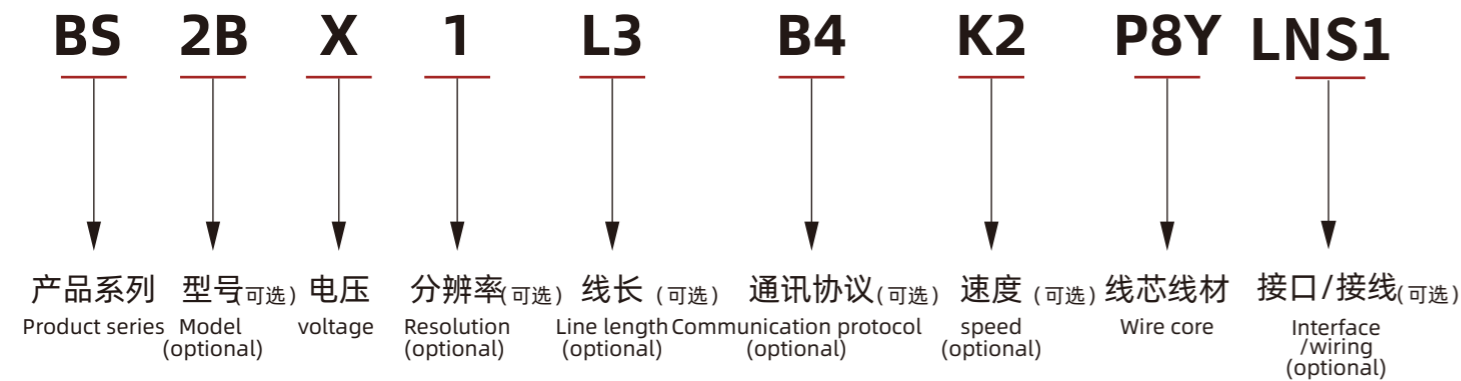 BS 2B X 1 L3 B4 K2 P8Y LNS1
产品系列 型号(可选) 电压 分辨率(可选) 线长 (可选) 通讯协议(可选) 速度 (可选) 线芯线材 接口/接线(可选)
Product series Model voltage Resolution Line length Communication protocol speed Wire core Interface
(optional) (optional) (optional) (optional) (optional) /wiring
(optional)